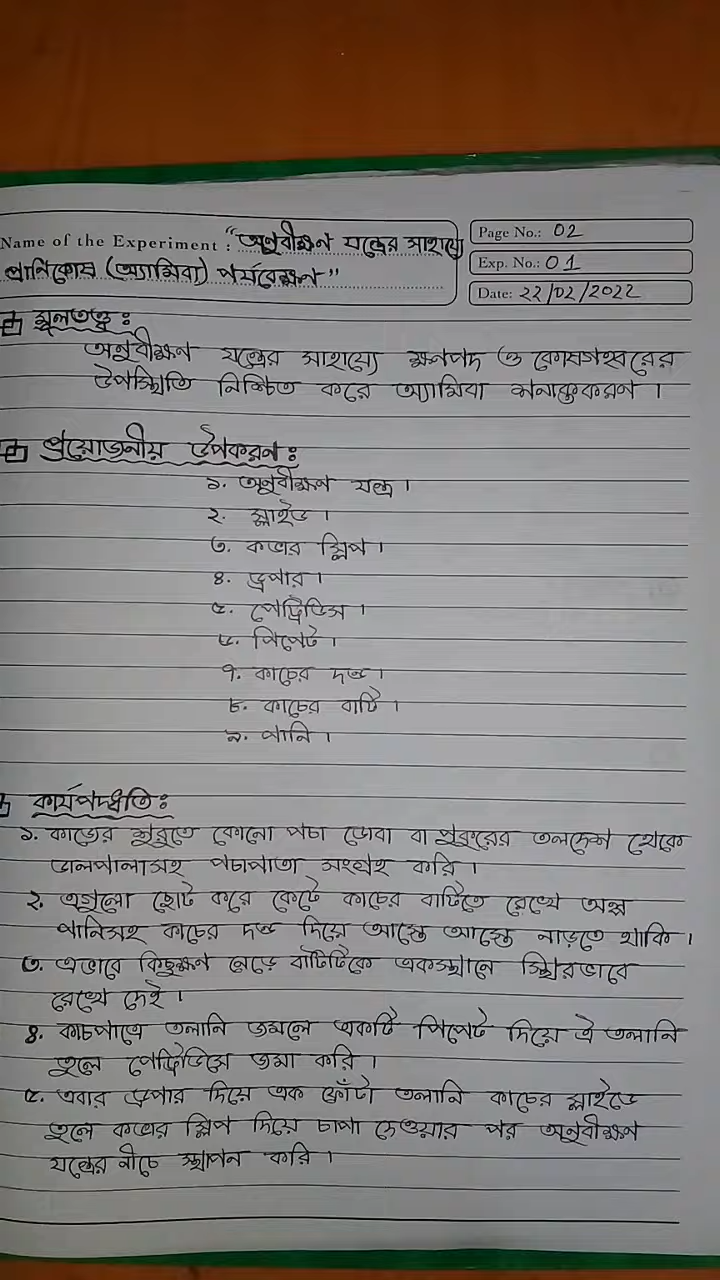 Name of the Experiment : "অনুবীক্ষণ যন্ত্রের সাহায্যে
প্রানিকোষ (অ্যামিবা) পর্যবেক্ষণ"
Page No.: 02
Exp. No.: 01
Date: 22/02/2022
মূলতত্ত্ব :
অনুবীক্ষণ যন্ত্রের সাহায্যে ক্ষণপদ ও কোষগহ্বরের
উপস্থিতি নিশ্চিত করে অ্যামিবা শনাক্তকরণ।
প্রয়োজনীয় উপকরণ :
১. অনুবীক্ষণ যন্ত্র।
২. স্লাইড।
৩. কভার স্লিপ।
৪. ড্রপার।
৫. পেট্রিডিস।
৬. পিপেট।
৭. কাচের দন্ড।
৮. কাচের বাটি।
৯. পানি।
কার্যপদ্ধতি :
১. কাজের শুরুতে কোনো পচা ডোবা বা পুকুরের তলদেশ থেকে
ডালপালাসহ পচাপাতা সংগ্রহ করি।
২. এগুলো ছোট করে কেটে কাচের বাটিতে রেখে অল্প
পানিসহ কাচের দন্ড দিয়ে আস্তে আস্তে নাড়তে থাকি।
৩. এভাবে কিছুক্ষণ নেড়ে বাটিটিকে একস্থানে স্থিরভাবে
রেখে দেই।
৪. কাচপাত্রে তলানি জমলে একটি পিপেট দিয়ে ঐ তলানি
তুলে পেট্রিডিসে জমা করি।
৫. এবার ড্রপার দিয়ে এক ফোঁটা তলানি কাচের স্লাইডে
তুলে কভার স্লিপ দিয়ে চাপা দেওয়ার পর অনুবীক্ষণ
যন্ত্রের নীচে স্থাপন করি।